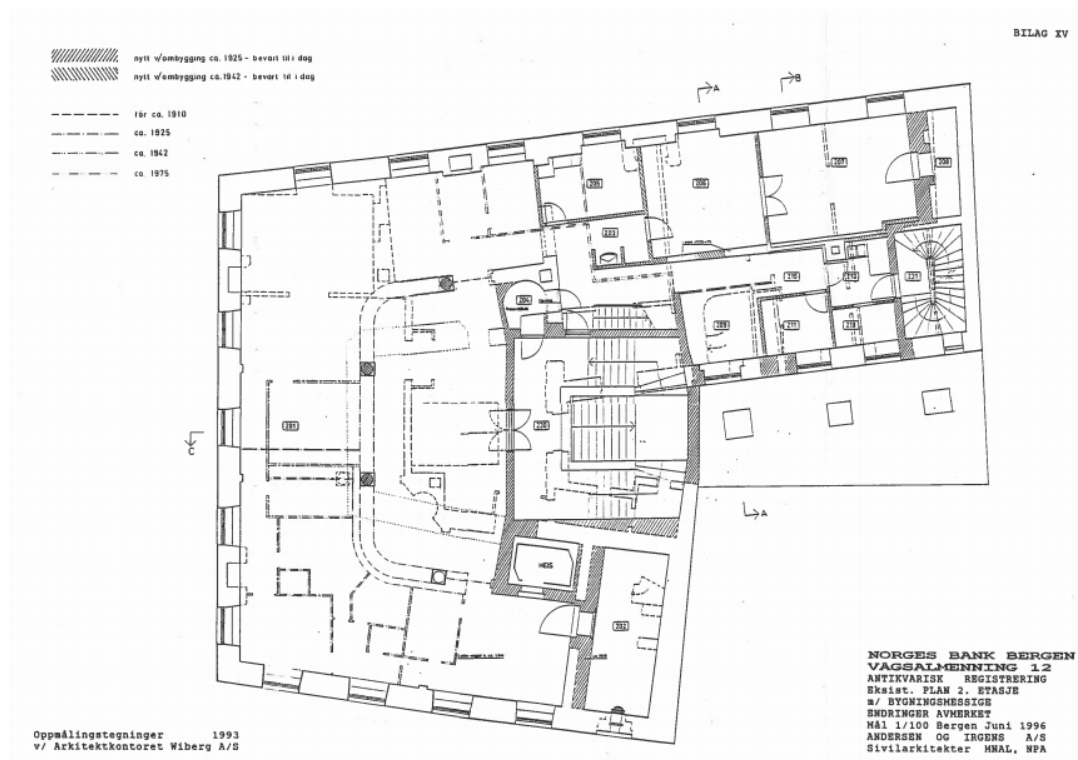 BILAG XV
nytt v/ombygging ca. 1925 - bevart til i dag
nytt v/ombygging ca. 1942 - bevart til i dag
før ca. 1910
ca. 1925
ca. 1942
ca. 1975
A
B
205
206
207
208
203
204
210
221
209
211
201
220
C
A
HEIS
202
NORGES BANK BERGEN
VÅGSALMENNING 12
ANTIKVARISK REGISTRERING
Eksist. PLAN 2. ETASJE
m/ BYGNINGSMESSIGE
ENDRINGER AVMERKET
Mål 1/100 Bergen Juni 1996
ANDERSEN OG IRGENS A/S
Sivilarkitekter MNAL, NPA
Oppmålingstegninger 1993
v/ Arkitektkontoret Wiberg A/S